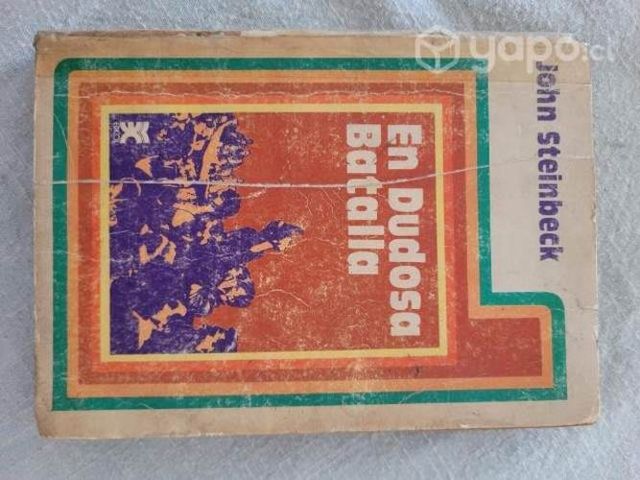 yapo.cl
John Steinbeck
En Dudosa
Batalla